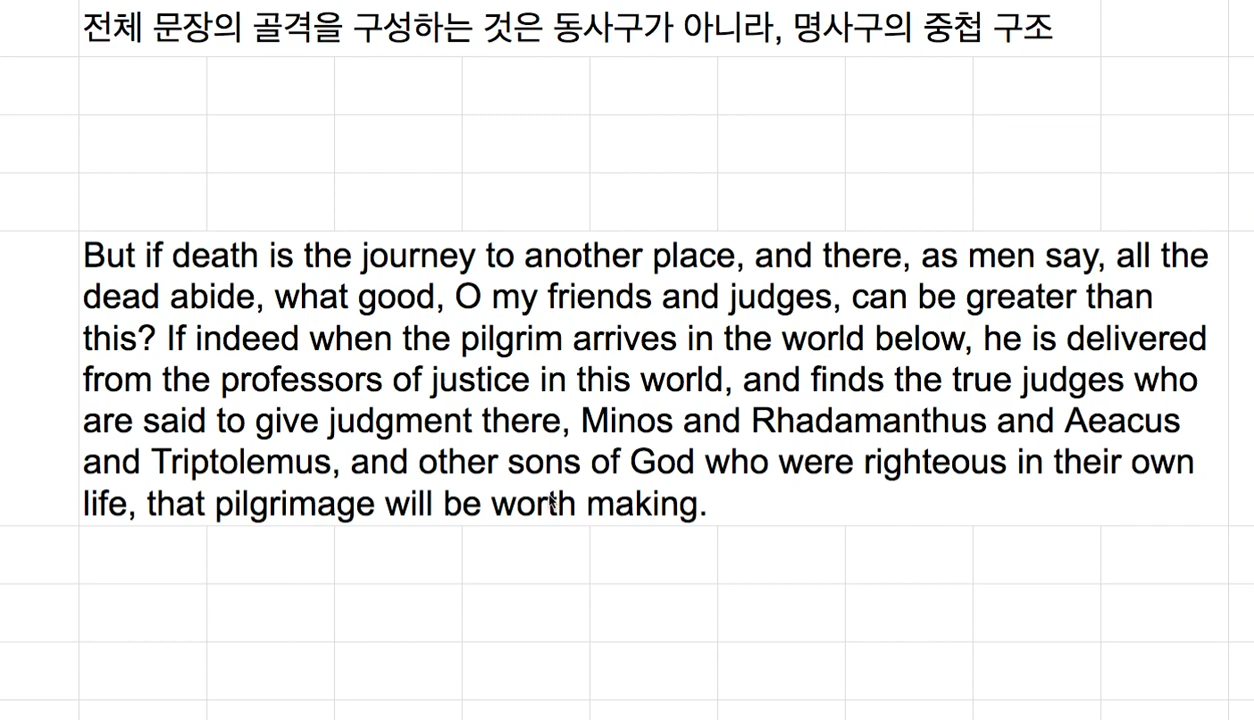 전체 문장의 골격을 구성하는 것은 동사구가 아니라, 명사구의 중첩 구조
But if death is the journey to another place, and there, as men say, all the
dead abide, what good, O my friends and judges, can be greater than
this? If indeed when the pilgrim arrives in the world below, he is delivered
from the professors of justice in this world, and finds the true judges who
are said to give judgment there, Minos and Rhadamanthus and Aeacus
and Triptolemus, and other sons of God who were righteous in their own
life, that pilgrimage will be worth making.